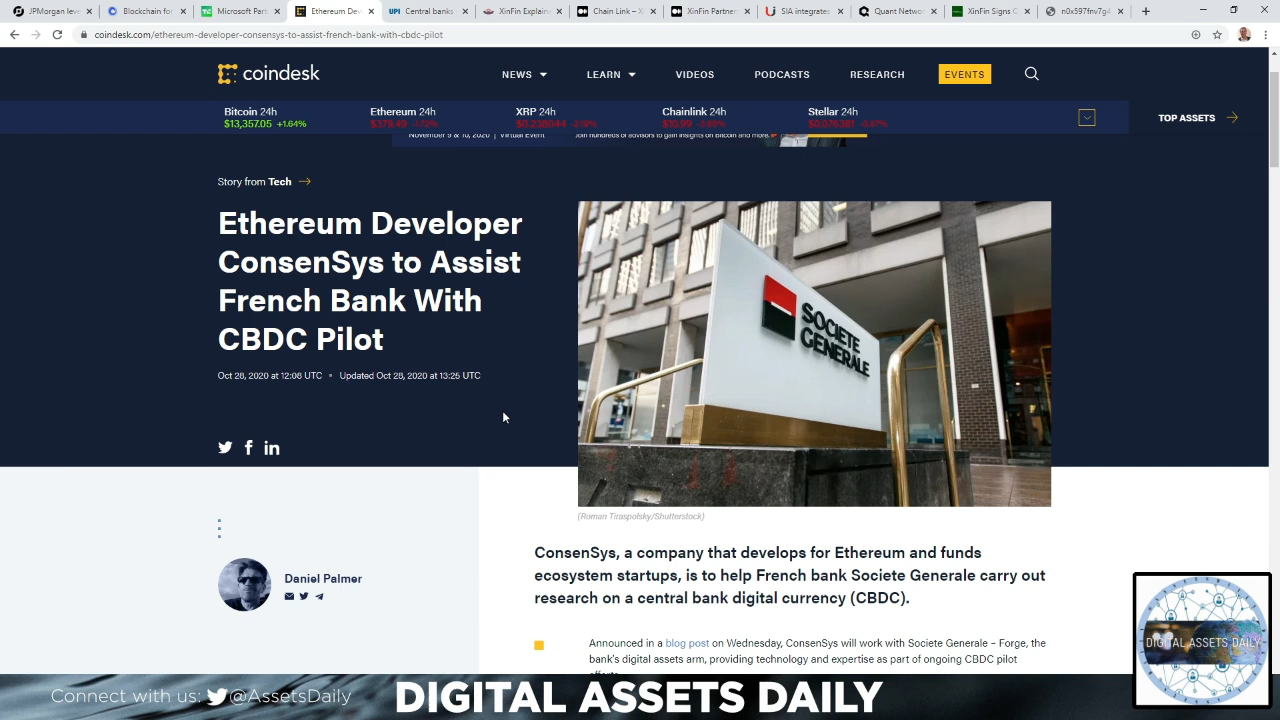 JPMorgan leve
Blockchain for
Microsoft Part
Ethereum Dev
Central banks
XinFin Explain
Chain Link – X
XinFin Partner
SIA integrates
Quant Networ
XinFin Signs C
n0x597fnv7g4
coindesk.com/ethereum-developer-consensys-to-assist-french-bank-with-cbdc-pilot
coindesk
NEWS LEARN VIDEOS PODCASTS RESEARCH EVENTS
Bitcoin 24h Ethereum 24h XRP 24h Chainlink 24h Stellar 24h
$13,357.05 +1.64%
TOP ASSETS
November 9 & 10, 2020 | Virtual Event Join hundreds of advisors to gain insights on Bitcoin and more.
Story from Tech
Ethereum Developer
ConsenSys to Assist
French Bank With
CBDC Pilot
Oct 28, 2020 at 12:08 UTC • Updated Oct 28, 2020 at 13:25 UTC
SOCIETE
GENERALE
(Roman Tiraspolsky/Shutterstock)
Daniel Palmer
ConsenSys, a company that develops for Ethereum and funds
ecosystem startups, is to help French bank Societe Generale carry out
research on a central bank digital currency (CBDC).
Announced in a blog post on Wednesday, ConsenSys will work with Societe Generale – Forge, the
bank's digital assets arm, providing technology and expertise as part of ongoing CBDC pilot
DIGITAL ASSETS DAILY
Connect with us: @AssetsDaily
DIGITAL ASSETS DAILY